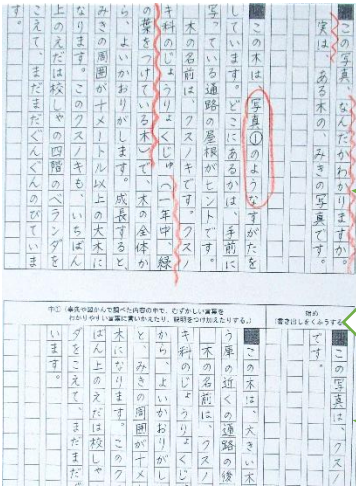 この写真、なんだかわかりますか。
実は、ある木の、みきの写真です。
この木は、写真①のようなすがたを
しています。どこにあるかは、手前に
写っている通路の屋根がヒントです。
木の名前は、クスノキです。クスノ
キ科のじょうりょくじゅ(一年中、緑
の葉をつけている木)で、木の全体か
ら、よいかおりがします。成長すると、
みきの周囲が十メートル以上の大木に
なります。このクスノキも、いちばん
上のえだは校しゃの四階のベランダを
こえて、まだまだぐんぐんのびていま
す。
初め
(書き出しをくふうする
です。
中①(事典や図かんで調べた内容の中で、むずかしい言葉を
わかりやすい言葉に言いかえたり、説明をつけ加えたりする。)
この木は、大きい木
う庫の近くの通路の後
木の名前は、クスノ
キ科のじょうりょくじ
から、よいかおりがし
と、みきの周囲が十メ
木になります。このク
ばん上のえだは校しゃ
ダをこえて、まだまだ
います。